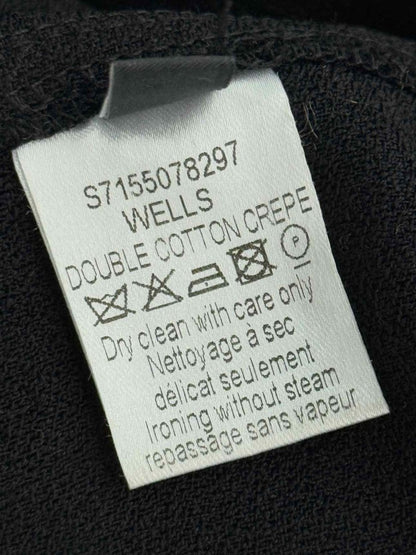 S7155078297
WELLS
DOUBLE COTTON CREPE
P
Dry clean with care only
Nettoyage à sec
délicat seulement
Ironing without steam
repassage sans vapeur